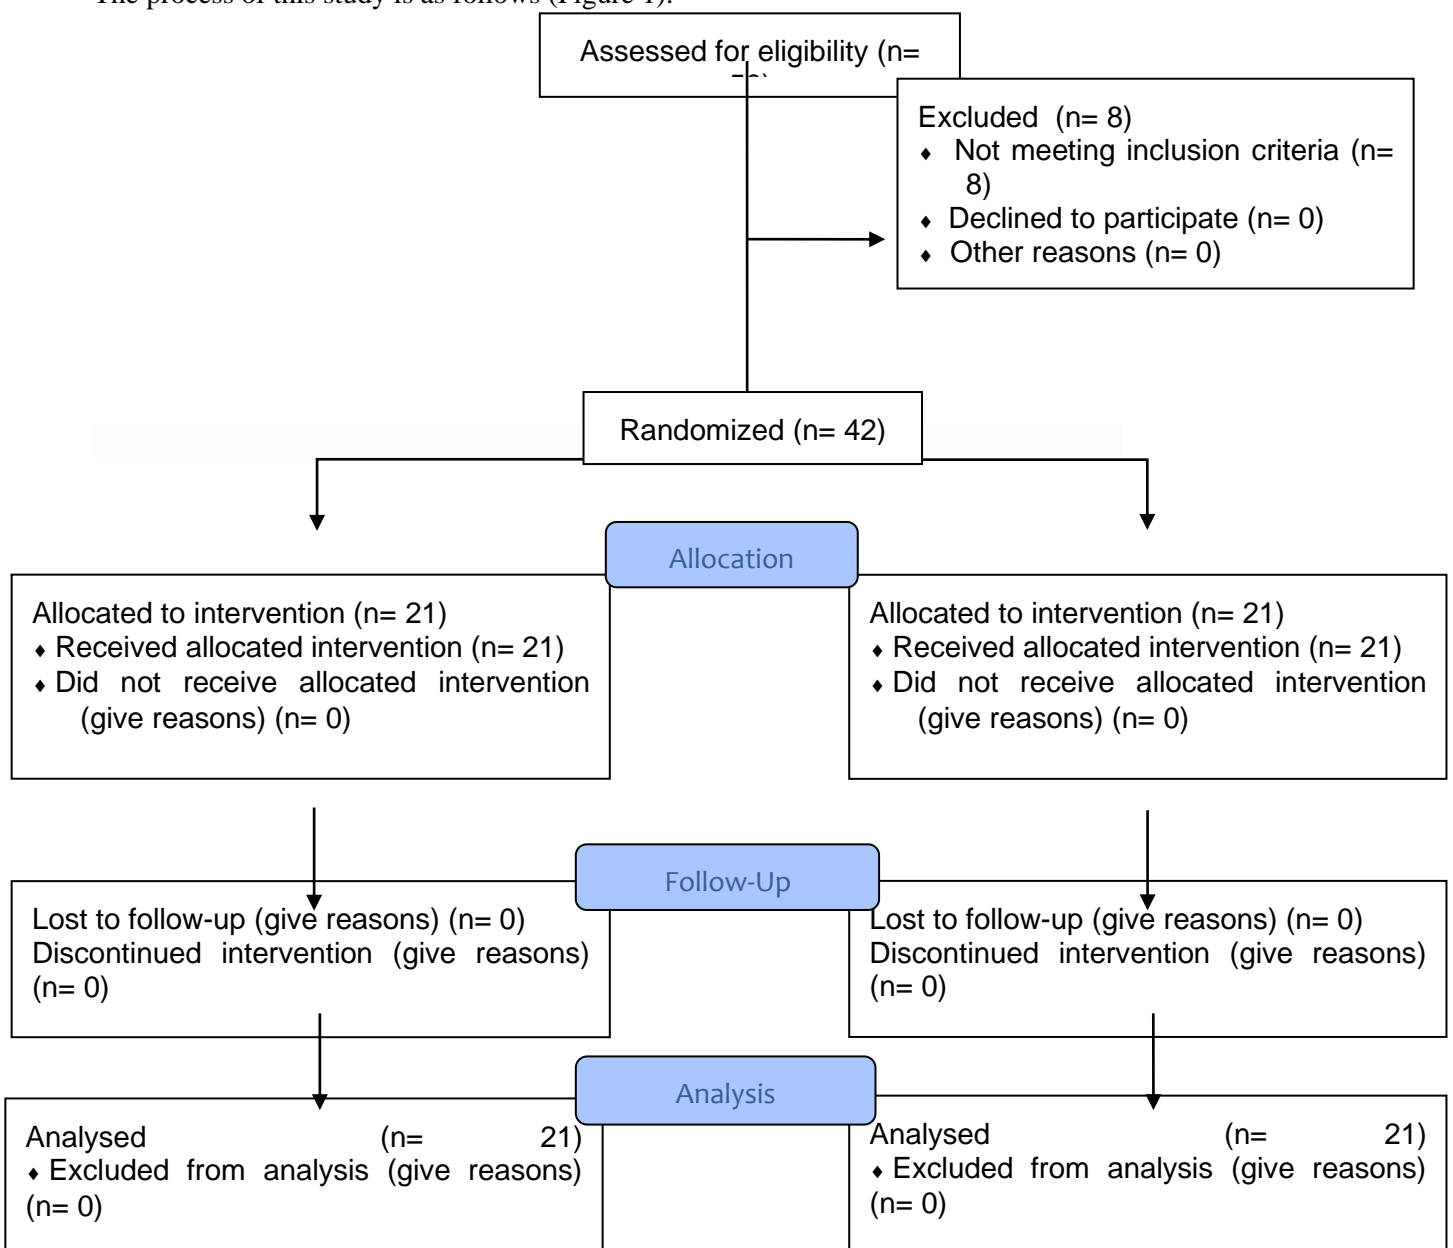 The process of this study is as follows (Figure 1).
Assessed for eligibility (n=
Excluded (n= 8)
⬧ Not meeting inclusion criteria (n=
8)
⬧ Declined to participate (n= 0)
⬧ Other reasons (n= 0)
Randomized (n= 42)
Allocation
Allocated to intervention (n= 21)
⬧ Received allocated intervention (n= 21)
⬧ Did not receive allocated intervention
(give reasons) (n= 0)
Allocated to intervention (n= 21)
⬧ Received allocated intervention (n= 21)
⬧ Did not receive allocated intervention
(give reasons) (n= 0)
Follow-Up
Lost to follow-up (give reasons) (n= 0)
Discontinued intervention (give reasons)
(n= 0)
Lost to follow-up (give reasons) (n= 0)
Discontinued intervention (give reasons)
(n= 0)
Analysis
Analysed (n= 21)
⬧ Excluded from analysis (give reasons)
(n= 0)
Analysed (n= 21)
⬧ Excluded from analysis (give reasons)
(n= 0)